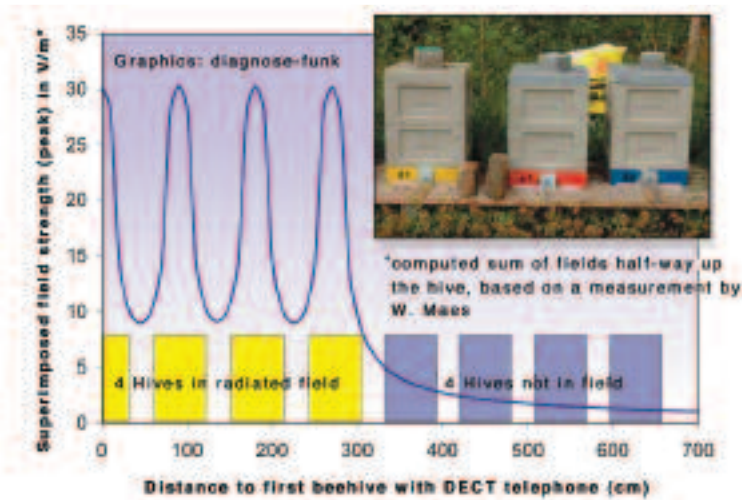 Superimposed field strength (peak) in V/m*
35
30
25
20
15
10
5
0
Graphics: diagnose-funk
*computed sum of fields half-way up
the hive, based on a measurement by
W. Maes
4 Hives in radiated field
4 Hives not in field
0 100 200 300 400 500 600 700
Distance to first beehive with DECT telephone (cm)